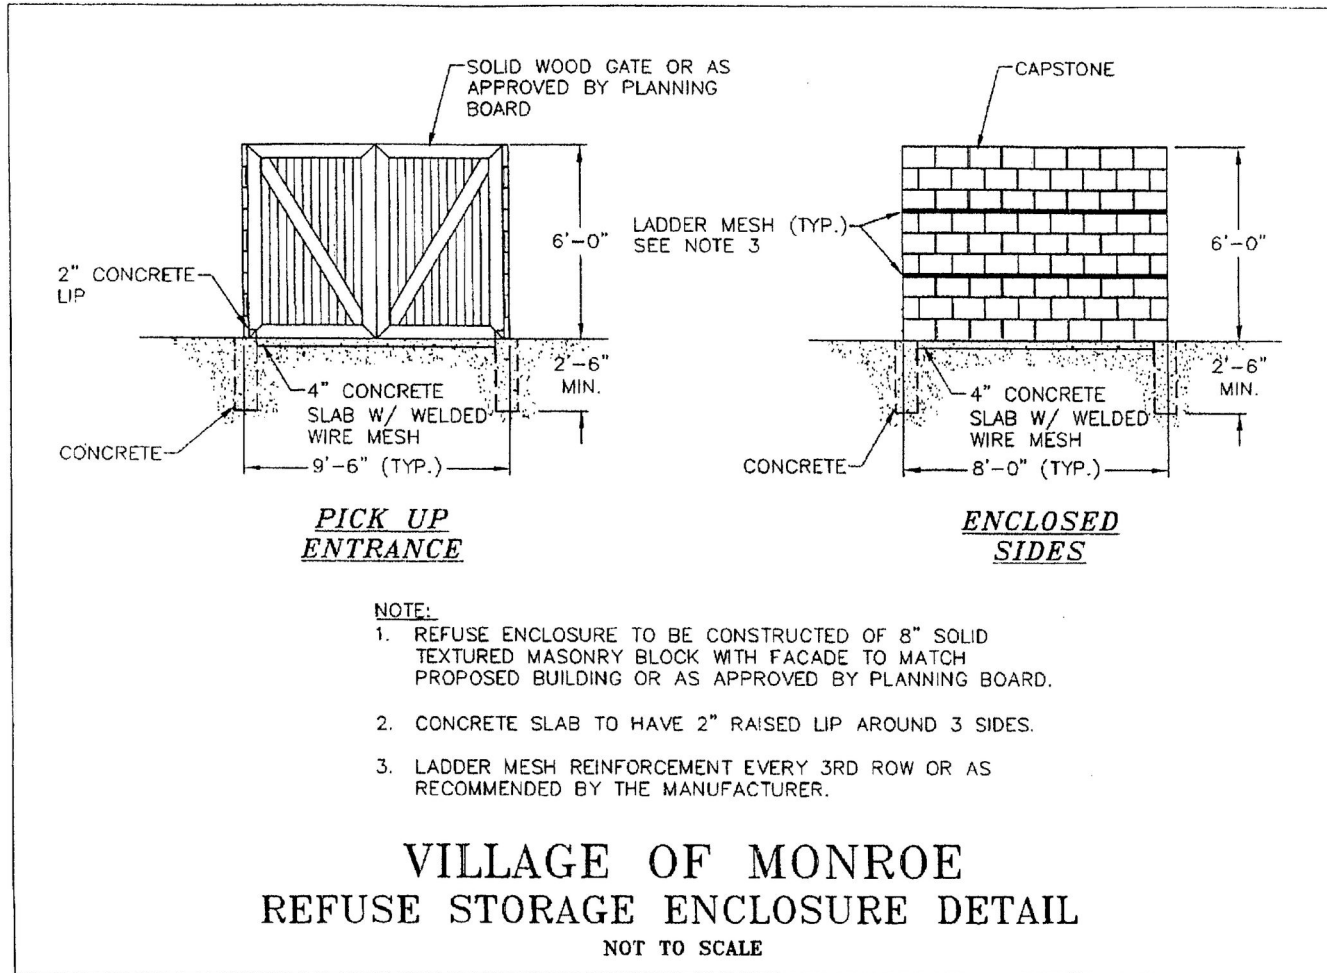 SOLID WOOD GATE OR AS
APPROVED BY PLANNING
BOARD
6'-0"
2" CONCRETE
LIP
2'-6"
MIN.
4" CONCRETE
SLAB W/ WELDED
WIRE MESH
CONCRETE
9'-6" (TYP.)
PICK UP
ENTRANCE
CAPSTONE
LADDER MESH (TYP.)
SEE NOTE 3
6'-0"
2'-6"
MIN.
4" CONCRETE
SLAB W/ WELDED
WIRE MESH
CONCRETE
8'-0" (TYP.)
ENCLOSED
SIDES
NOTE:
1. REFUSE ENCLOSURE TO BE CONSTRUCTED OF 8" SOLID
TEXTURED MASONRY BLOCK WITH FACADE TO MATCH
PROPOSED BUILDING OR AS APPROVED BY PLANNING BOARD.
2. CONCRETE SLAB TO HAVE 2" RAISED LIP AROUND 3 SIDES.
3. LADDER MESH REINFORCEMENT EVERY 3RD ROW OR AS
RECOMMENDED BY THE MANUFACTURER.
VILLAGE OF MONROE
REFUSE STORAGE ENCLOSURE DETAIL
NOT TO SCALE